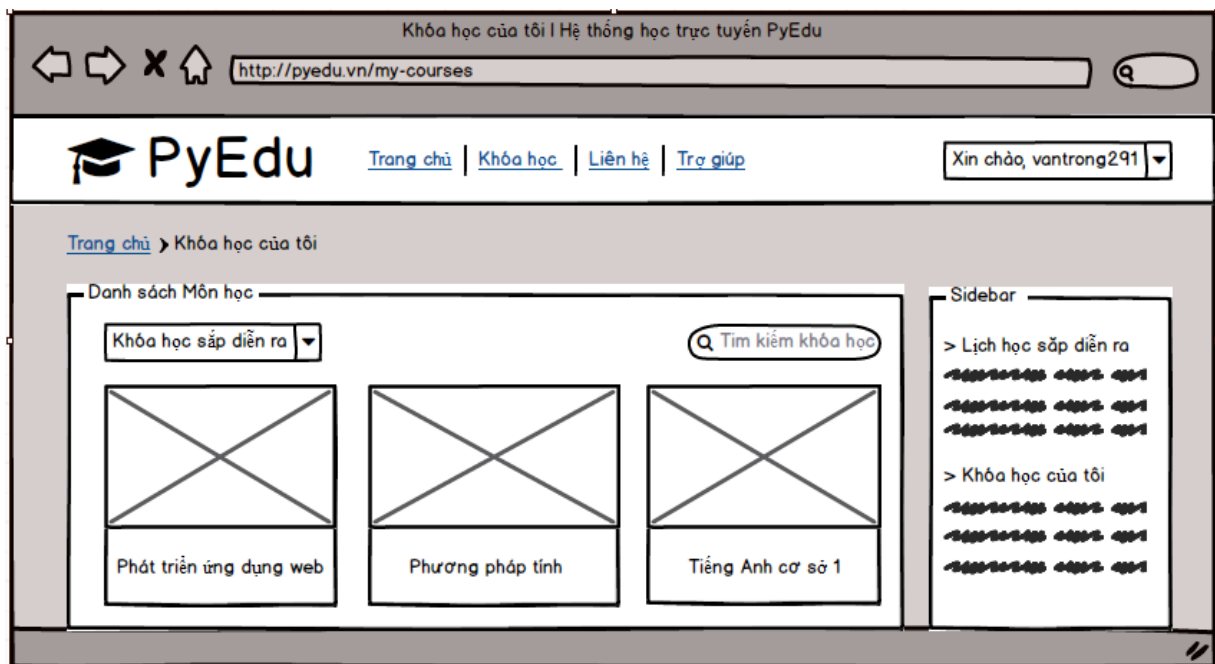 Khóa học của tôi I Hệ thống học trực tuyến PyEdu
http://pyedu.vn/my-courses
PyEdu
Trang chủ
Khóa học
Liên hệ
Trợ giúp
Xin chào, vantrong291
Trang chủ
Khóa học của tôi
Danh sách Môn học
Khóa học sắp diễn ra
Tìm kiếm khóa học
Phát triển ứng dụng web
Phương pháp tính
Tiếng Anh cơ sở 1
Sidebar
> Lịch học sắp diễn ra
> Khóa học của tôi